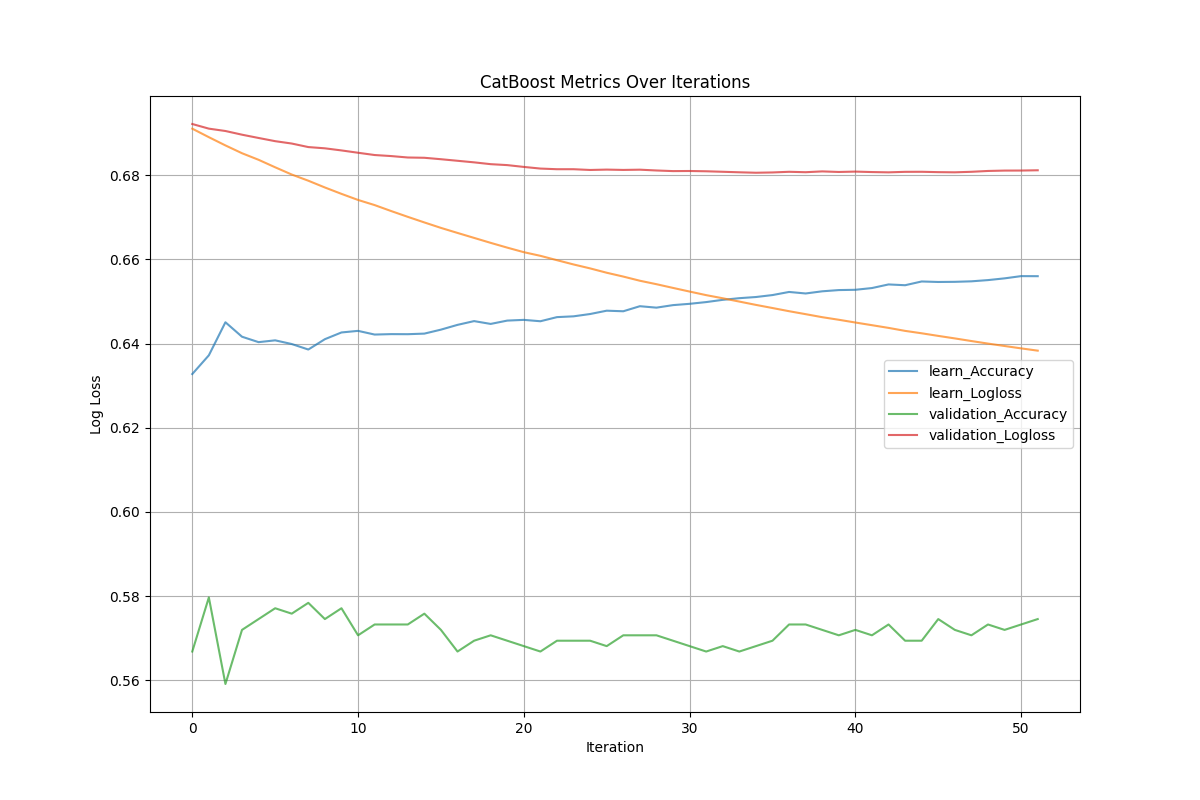 CatBoost Metrics Over Iterations
0.68
0.66
0.64
0.62
0.60
0.58
0.56
Log Loss
learn_Accuracy
learn_Logloss
validation_Accuracy
validation_Logloss
0 10 20 30 40 50
Iteration